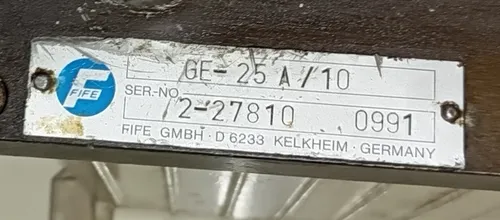 FIFE
GE-25 A/10
SER-NO.
2-27810 0991
FIFE GMBH · D 6233 KELKHEIM · GERMANY